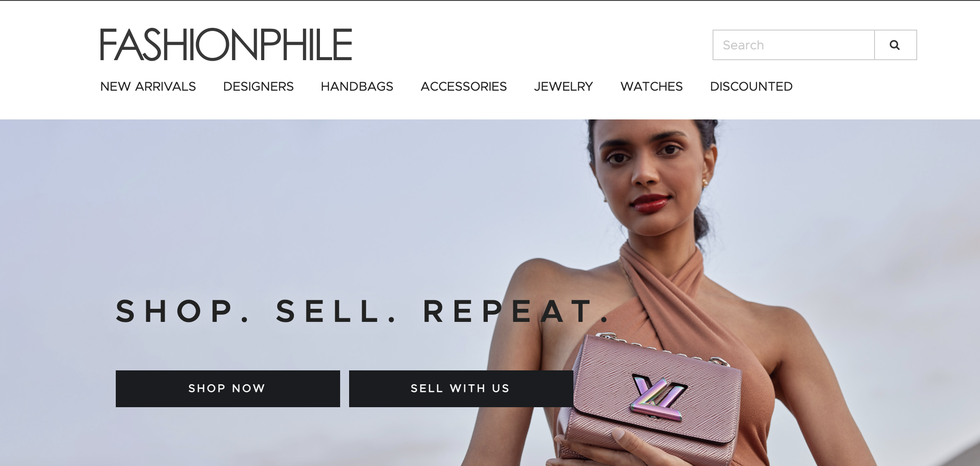 FASHIONPHILE
Search
NEW ARRIVALS DESIGNERS HANDBAGS ACCESSORIES JEWELRY WATCHES DISCOUNTED
SHOP. SELL. REPEAT.
SHOP NOW SELL WITH US